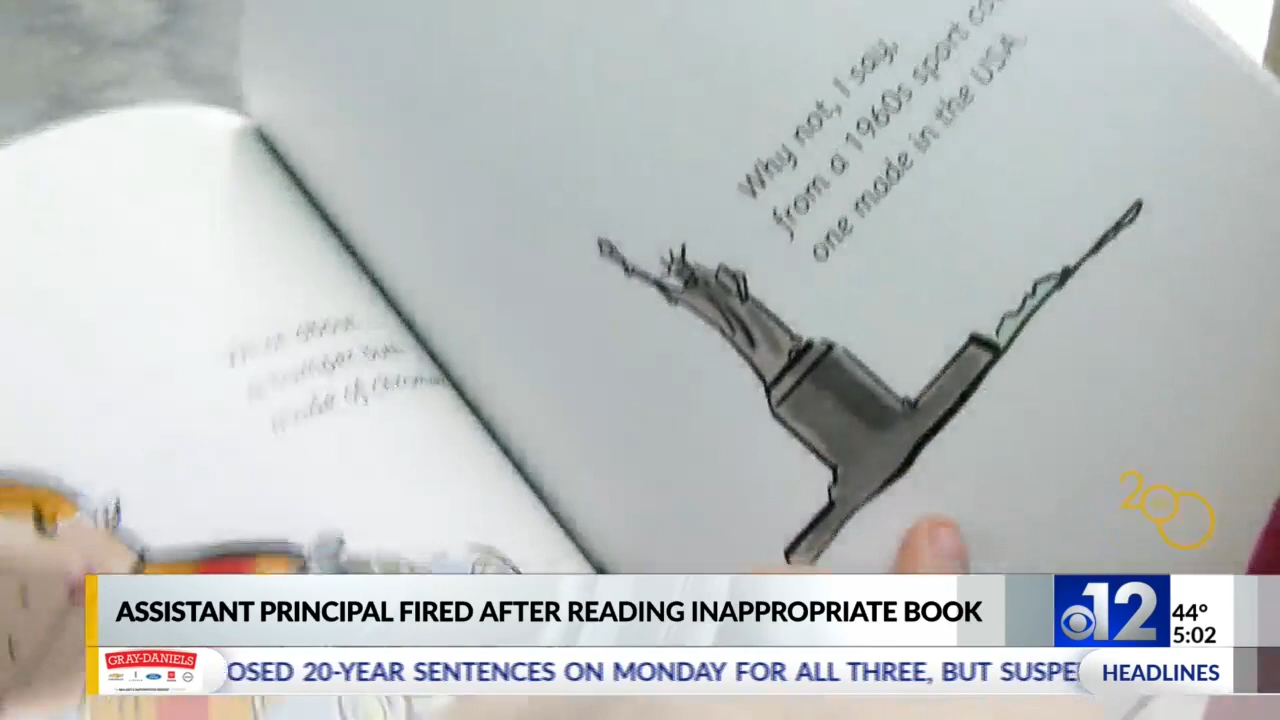 Why not, I say,
from a 1960s sport
one made in the USA.
200
ASSISTANT PRINCIPAL FIRED AFTER READING INAPPROPRIATE BOOK
12
44°
5:02
GRAY-DANIELS
OSED 20-YEAR SENTENCES ON MONDAY FOR ALL THREE, BUT SUSPE
HEADLINES